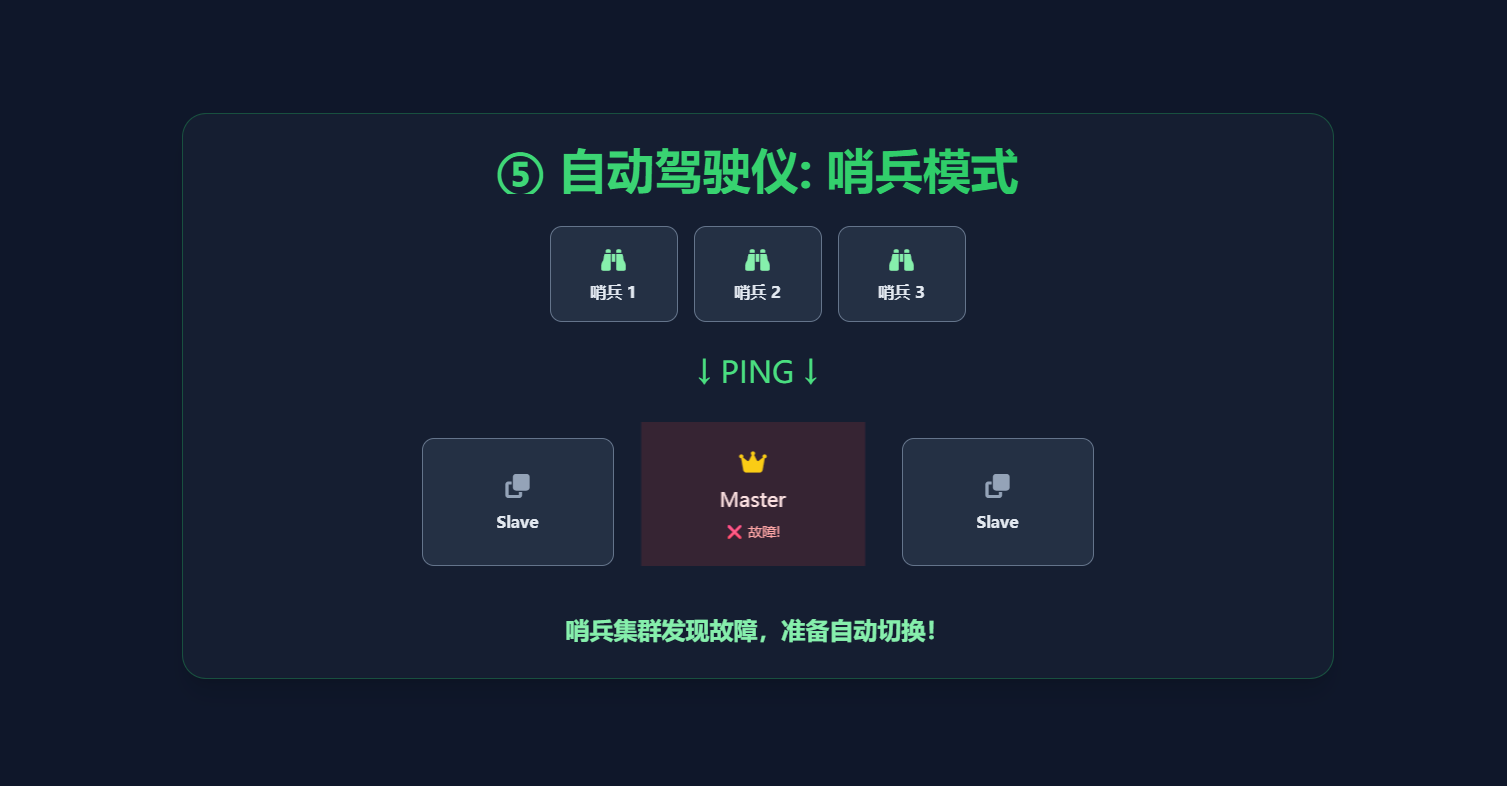 ⑤ 自动驾驶仪: 哨兵模式
哨兵 1
哨兵 2
哨兵 3
↓ PING ↓
Slave
Master
❌ 故障!
Slave
哨兵集群发现故障，准备自动切换！